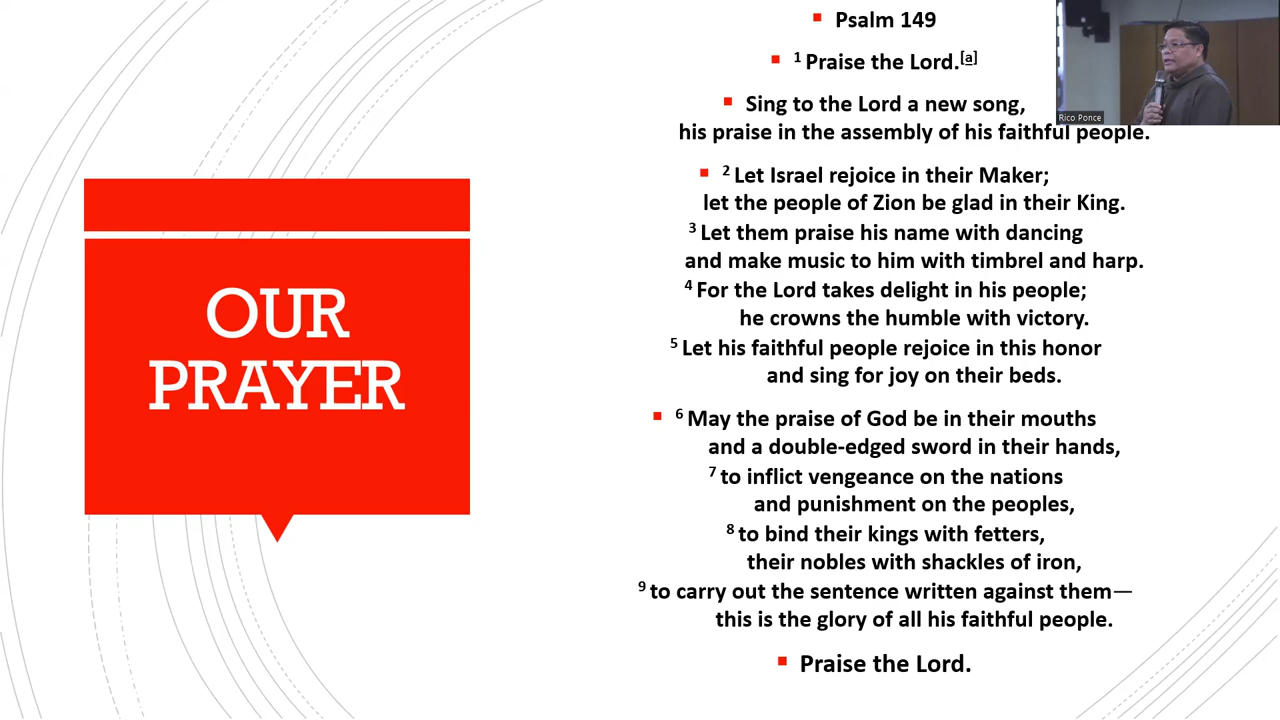 OUR
PRAYER
Psalm 149
1 Praise the Lord.[a]
Sing to the Lord a new song,
his praise in the assembly of his faithful people.
2 Let Israel rejoice in their Maker;
let the people of Zion be glad in their King.
3 Let them praise his name with dancing
and make music to him with timbrel and harp.
4 For the Lord takes delight in his people;
he crowns the humble with victory.
5 Let his faithful people rejoice in this honor
and sing for joy on their beds.
6 May the praise of God be in their mouths
and a double-edged sword in their hands,
7 to inflict vengeance on the nations
and punishment on the peoples,
8 to bind their kings with fetters,
their nobles with shackles of iron,
9 to carry out the sentence written against them—
this is the glory of all his faithful people.
Praise the Lord.
Rico Ponce